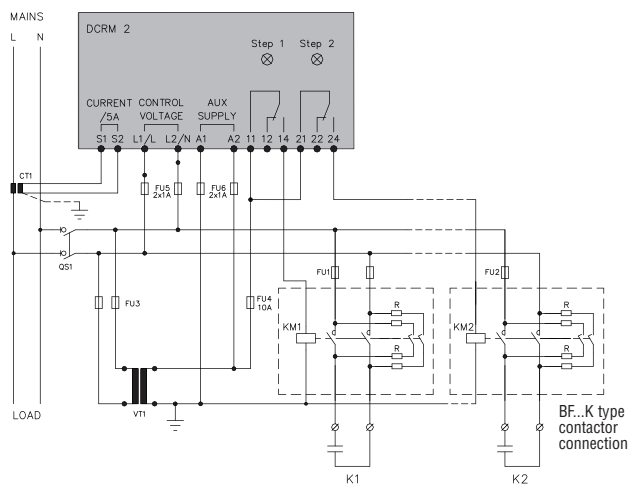 MAINS
L N
DCRM 2
Step 1 Step 2
CURRENT CONTROL AUX
/5A VOLTAGE SUPPLY
S1 S2 L1/L L2/N A1 A2 11 12 14 21 22 24
CT1
FU5
2x1A
FU6
2x1A
QS1
FU3
FU4
10A
FU1
FU2
KM1
R
R
KM2
R
R
VT1
LOAD
BF...K type
contactor
connection
K1 K2